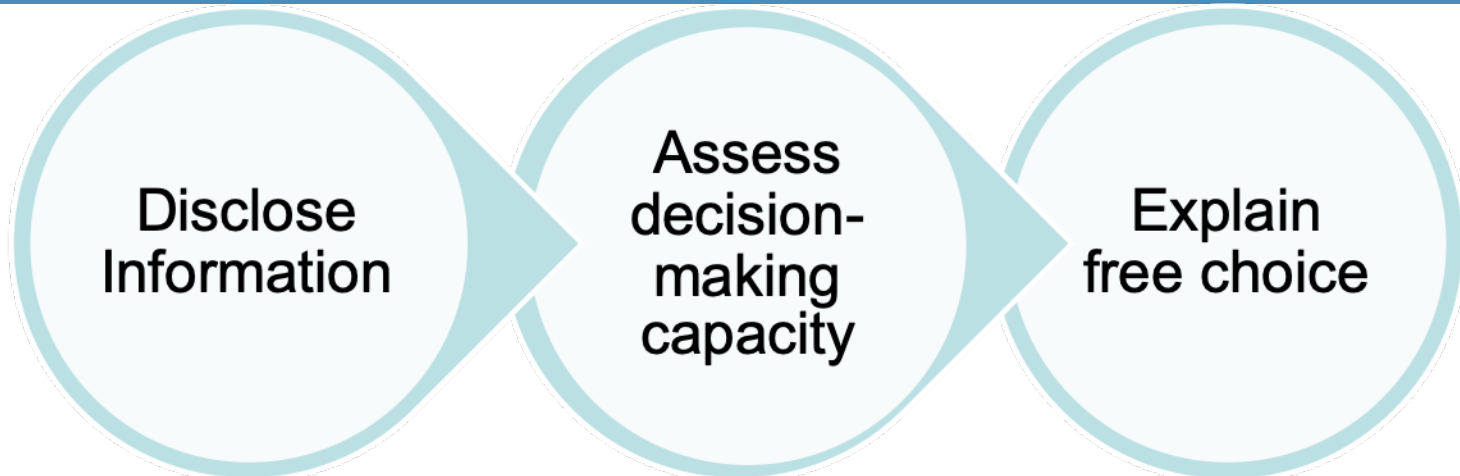 Disclose
Information
Assess
decision-
making
capacity
Explain
free choice